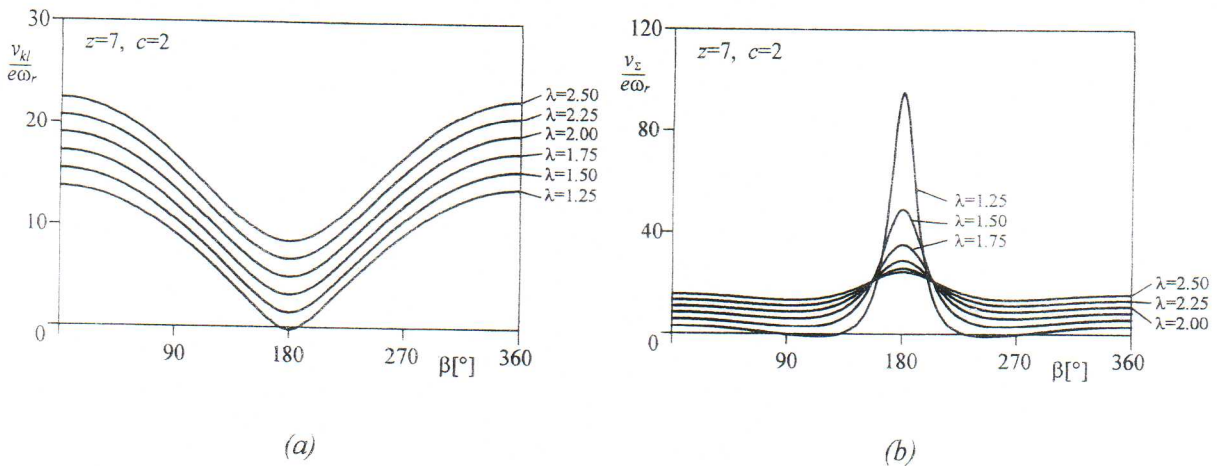 30
z=7, c=2
v_kl
eω_r
20
10
0
λ=2.50
λ=2.25
λ=2.00
λ=1.75
λ=1.50
λ=1.25
90
180
270
360
β[°]
(a)
120
z=7, c=2
v_Σ
eω_r
80
40
0
λ=1.25
λ=1.50
λ=1.75
λ=2.50
λ=2.25
λ=2.00
90
180
270
360
β[°]
(b)